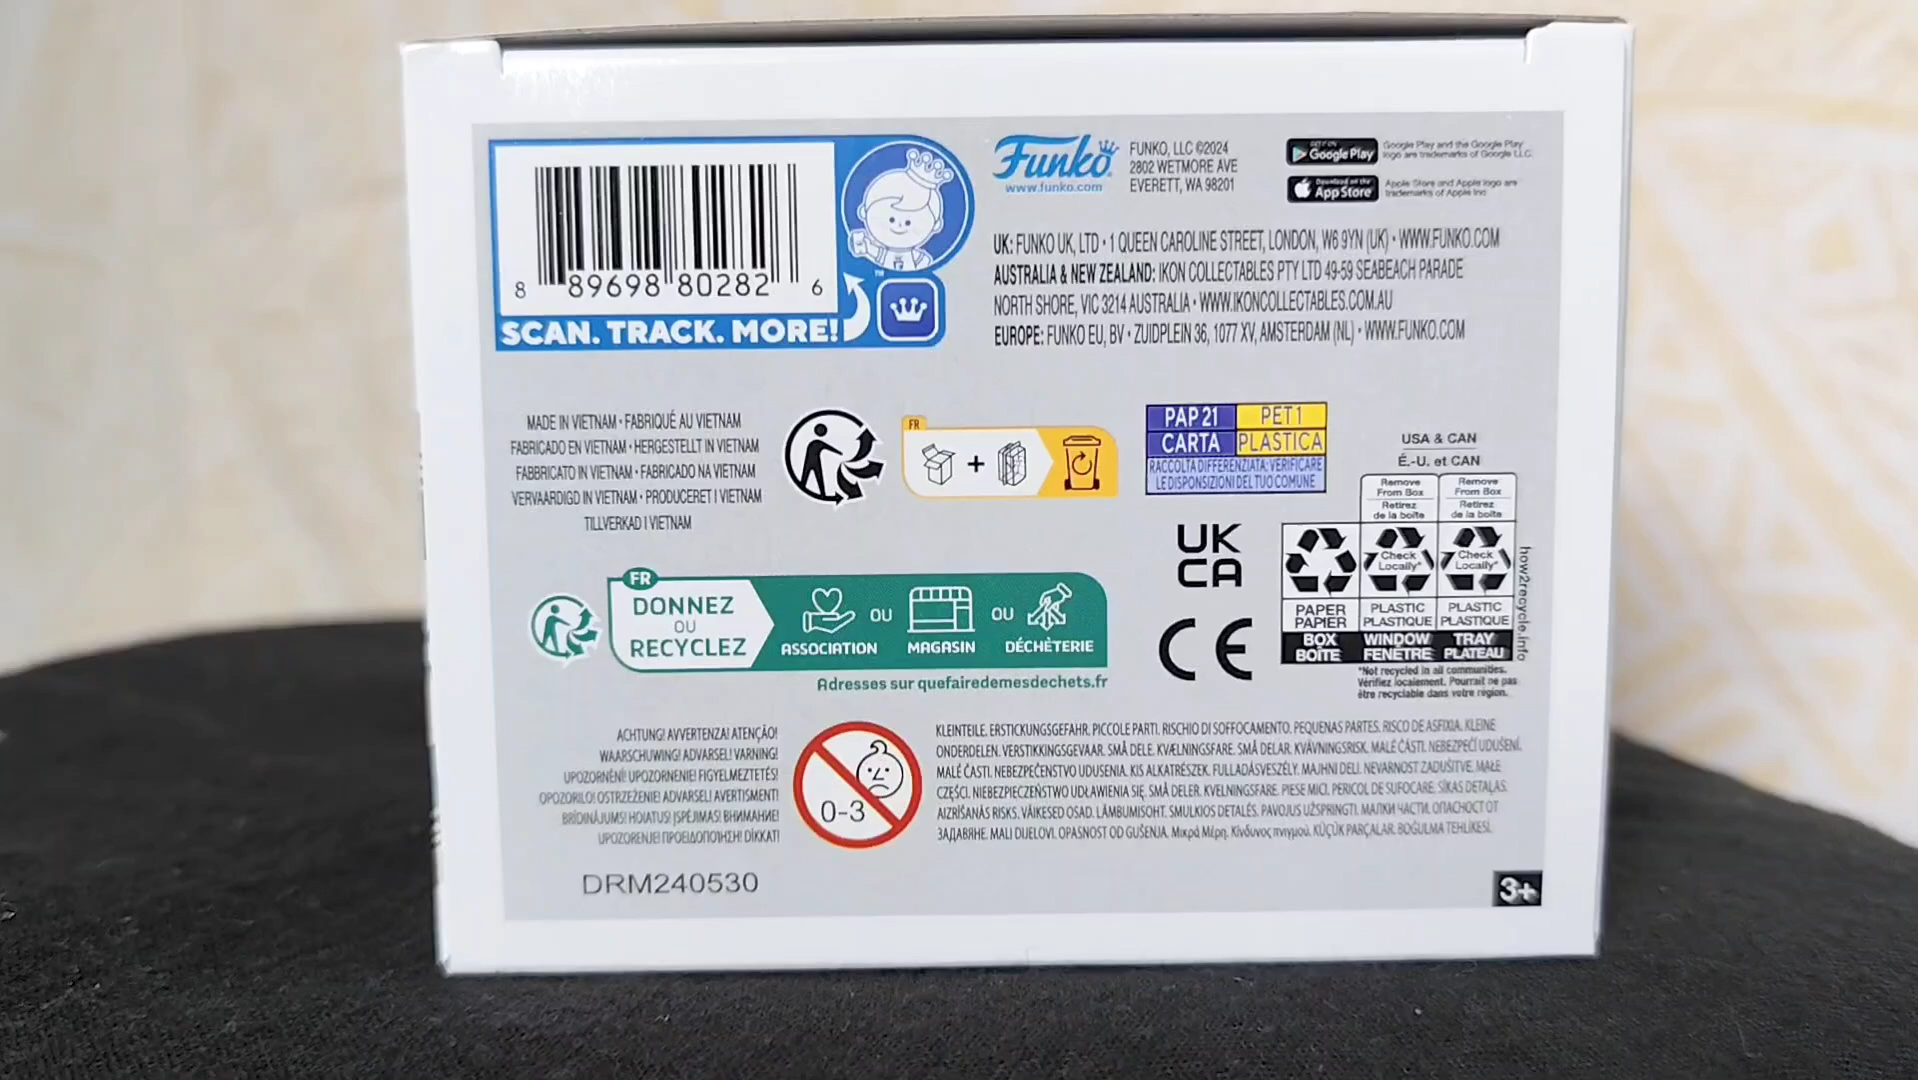 8 89698 80282 6
SCAN. TRACK. MORE!
TM
Funko
www.funko.com
FUNKO, LLC ©2024
2802 WETMORE AVE
EVERETT, WA 98201
GET IT ON
Google Play
Google Play and the Google Play
logo are trademarks of Google LLC.
Download on the
App Store
Apple Store and Apple logo are
trademarks of Apple Inc
UK: FUNKO UK, LTD • 1 QUEEN CAROLINE STREET, LONDON, W6 9YN (UK) • WWW.FUNKO.COM
AUSTRALIA & NEW ZEALAND: IKON COLLECTABLES PTY LTD 49-59 SEABEACH PARADE
NORTH SHORE, VIC 3214 AUSTRALIA • WWW.IKONCOLLECTABLES.COM.AU
EUROPE: FUNKO EU, BV • ZUIDPLEIN 36, 1077 XV, AMSTERDAM (NL) • WWW.FUNKO.COM
MADE IN VIETNAM • FABRIQUÉ AU VIETNAM
FABRICADO EN VIETNAM • HERGESTELLT IN VIETNAM
FABBRICATO IN VIETNAM • FABRICADO NA VIETNAM
VERVAARDIGD IN VIETNAM • PRODUCERET I VIETNAM
TILLVERKAD I VIETNAM
FR
+
PAP 21 PET 1
CARTA PLASTICA
RACCOLTA DIFFERENZIATA: VERIFICARE
LE DISPOSIZIONI DEL TUO COMUNE
USA & CAN
É.-U. et CAN
Remove
From Box
Retirez
de la boîte
Remove
From Box
Retirez
de la boîte
Check
Locally*
Check
Locally*
PAPER
PAPIER
BOX
BOÎTE
PLASTIC
PLASTIQUE
WINDOW
FENÊTRE
PLASTIC
PLASTIQUE
TRAY
PLATEAU
how2recycle.info
*Not recycled in all communities.
Vérifiez localement. Pourrait ne pas
être recyclable dans votre région.
UK
CA
CE
FR
DONNEZ
OU
RECYCLEZ
ASSOCIATION
OU
MAGASIN
OU
DÉCHÈTERIE
Adresses sur quefairedemesdechets.fr
ACHTUNG! AVVERTENZA! ATENÇÃO!
WAARSCHUWING! ADVARSEL! VARNING!
UPOZORNĚNÍ! UPOZORNENIE! FIGYELMEZTETÉS!
OPOZORILO! OSTRZEŻENIE! ADVARSEL! AVERTISMENT!
BRĪDINĀJUMS! HOIATUS! ĮSPĖJIMAS! ВНИМАНИЕ!
UPOZORENJE! ΠΡΟΕΙΔΟΠΟΙΗΣΗ! DİKKAT!
0-3
KLEINTEILE. ERSTICKUNGSGEFAHR. PICCOLE PARTI. RISCHIO DI SOFFOCAMENTO. PEQUENAS PARTES. RISCO DE ASFIXIA. KLEINE
ONDERDELEN. VERSTIKKINGSGEVAAR. SMÅ DELE. KVÆLNINGSFARE. SMÅ DELAR. KVÄVNINGSRISK. MALÉ ČÁSTI. NEBEZPEČÍ UDUŠENÍ.
MALÉ ČASTI. NEBEZPEČENSTVO UDUSENIA. KIS ALKATRÉSZEK. FULLADÁSVESZÉLY. MAJHNI DELI. NEVARNOST ZADUŠITVE. MAŁE
CZĘŚCI. NIEBEZPIECZEŃSTWO UDŁAWIENIA SIĘ. SMÅ DELER. KVELNINGSFARE. PIESE MICI. PERICOL DE SUFOCARE. SĪKAS DETAĻAS.
AIZRĪŠANĀS RISKS. VÄIKESED OSAD. LÄMBUMISOHT. SMULKIOS DETALĖS. PAVOJUS UŽSPRINGTI. МАЛКИ ЧАСТИ. ОПАСНОСТ ОТ
ЗАДАВЯНЕ. MALI DIJELOVI. OPASNOST OD GUŠENJA. Μικρά Μέρη. Κίνδυνος πνιγμού. KÜÇÜK PARÇALAR. BOĞULMA TEHLİKESİ.
DRM240530
3+